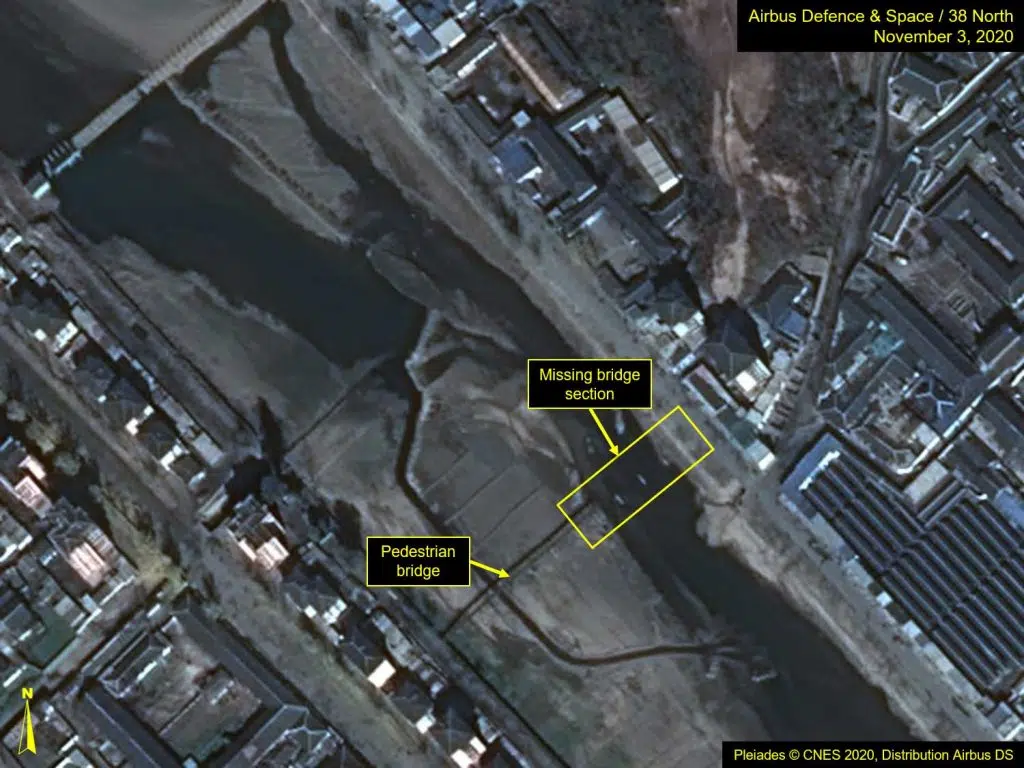 Airbus Defence & Space / 38 North
November 3, 2020
Missing bridge
section
Pedestrian
bridge
N
Pleiades © CNES 2020, Distribution Airbus DS